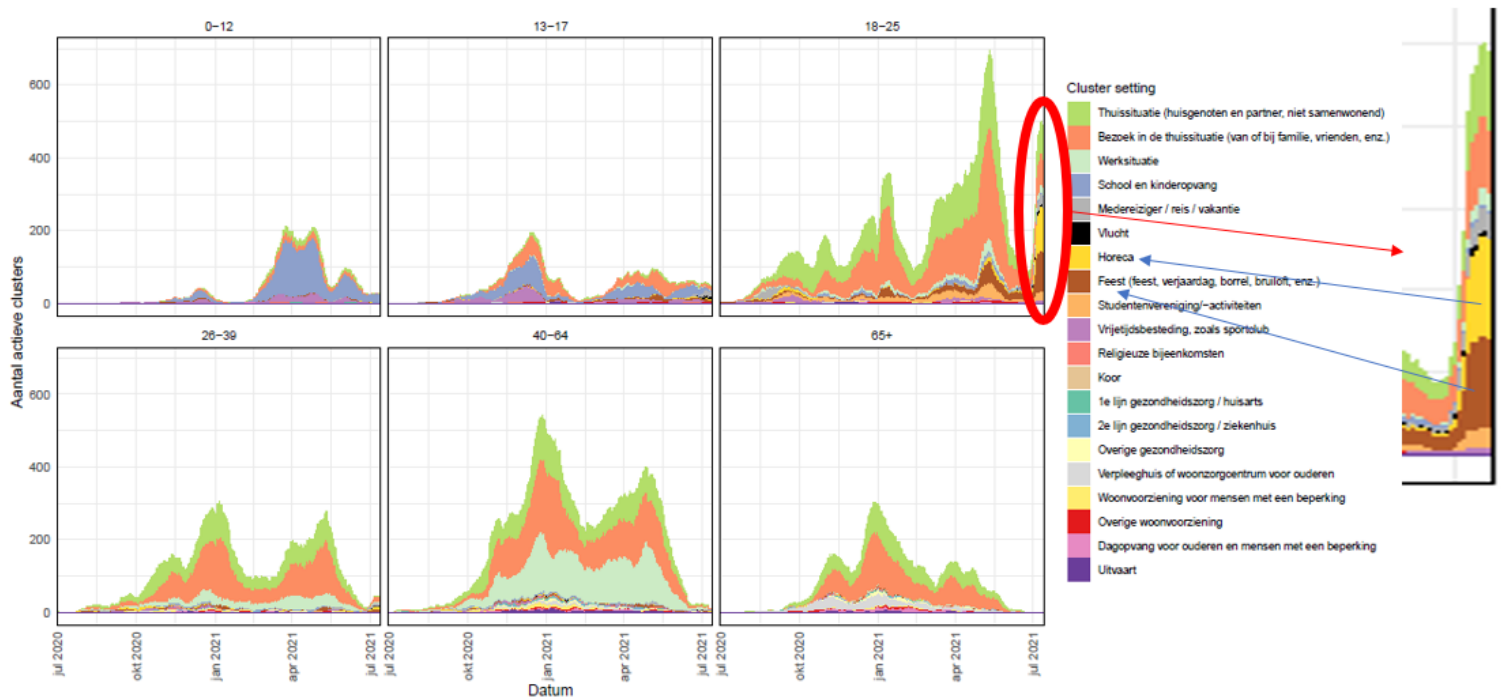 0−12
13−17
18−25
600
400
200
0
Aantal actieve clusters
26−39
40−64
65+
600
400
200
0
jul 2020
okt 2020
jan 2021
apr 2021
jul 2021
jul 2020
okt 2020
jan 2021
apr 2021
jul 2021
jul 2020
okt 2020
jan 2021
apr 2021
jul 2021
Datum
Cluster setting
Thuissituatie (huisgenoten en partner, niet samenwonend)
Bezoek in de thuissituatie (van of bij familie, vrienden, enz.)
Werksituatie
School en kinderopvang
Medereiziger / reis / vakantie
Vlucht
Horeca
Feest (feest, verjaardag, borrel, bruiloft, enz.)
Studentenvereniging/−activiteiten
Vrijetijdsbesteding, zoals sportclub
Religieuze bijeenkomsten
Koor
1e lijn gezondheidszorg / huisarts
2e lijn gezondheidszorg / ziekenhuis
Overige gezondheidszorg
Verpleeghuis of woonzorgcentrum voor ouderen
Woonvoorziening voor mensen met een beperking
Overige woonvoorziening
Dagopvang voor ouderen en mensen met een beperking
Uitvaart